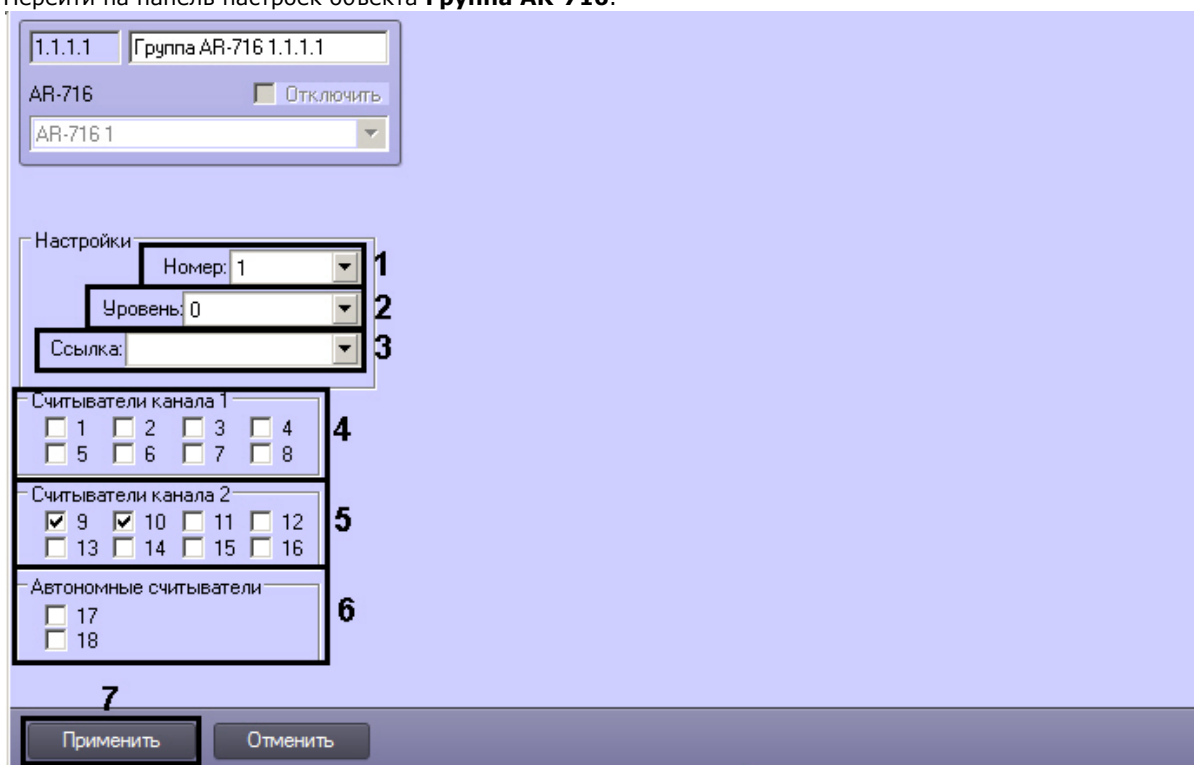 Перейти на панель настроек объекта Группа AR-716.
1.1.1.1 Группа AR-716 1.1.1.1
AR-716 Отключить
AR-716 1
Настройки
Номер: 1 1
Уровень: 0 2
Ссылка: 3
Считыватели канала 1
1 2 3 4 4
5 6 7 8
Считыватели канала 2
9 10 11 12 5
13 14 15 16
Автономные считыватели
17 6
18
7
Применить Отменить